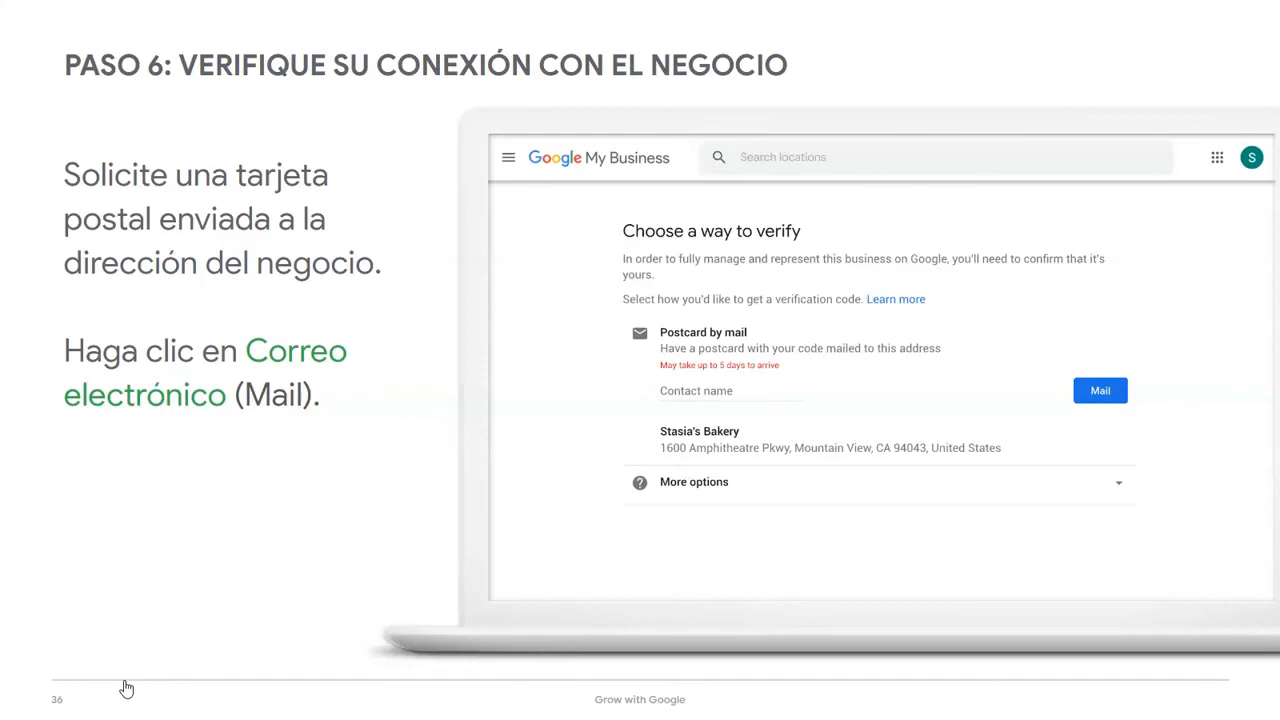 PASO 6: VERIFIQUE SU CONEXIÓN CON EL NEGOCIO
Solicite una tarjeta
postal enviada a la
dirección del negocio.
Haga clic en Correo
electrónico (Mail).
Google My Business
Search locations
S
Choose a way to verify
In order to fully manage and represent this business on Google, you'll need to confirm that it's
yours.
Select how you'd like to get a verification code. Learn more
Postcard by mail
Have a postcard with your code mailed to this address
May take up to 5 days to arrive
Contact name
Mail
Stasia's Bakery
1600 Amphitheatre Pkwy, Mountain View, CA 94043, United States
? More options
36
Grow with Google